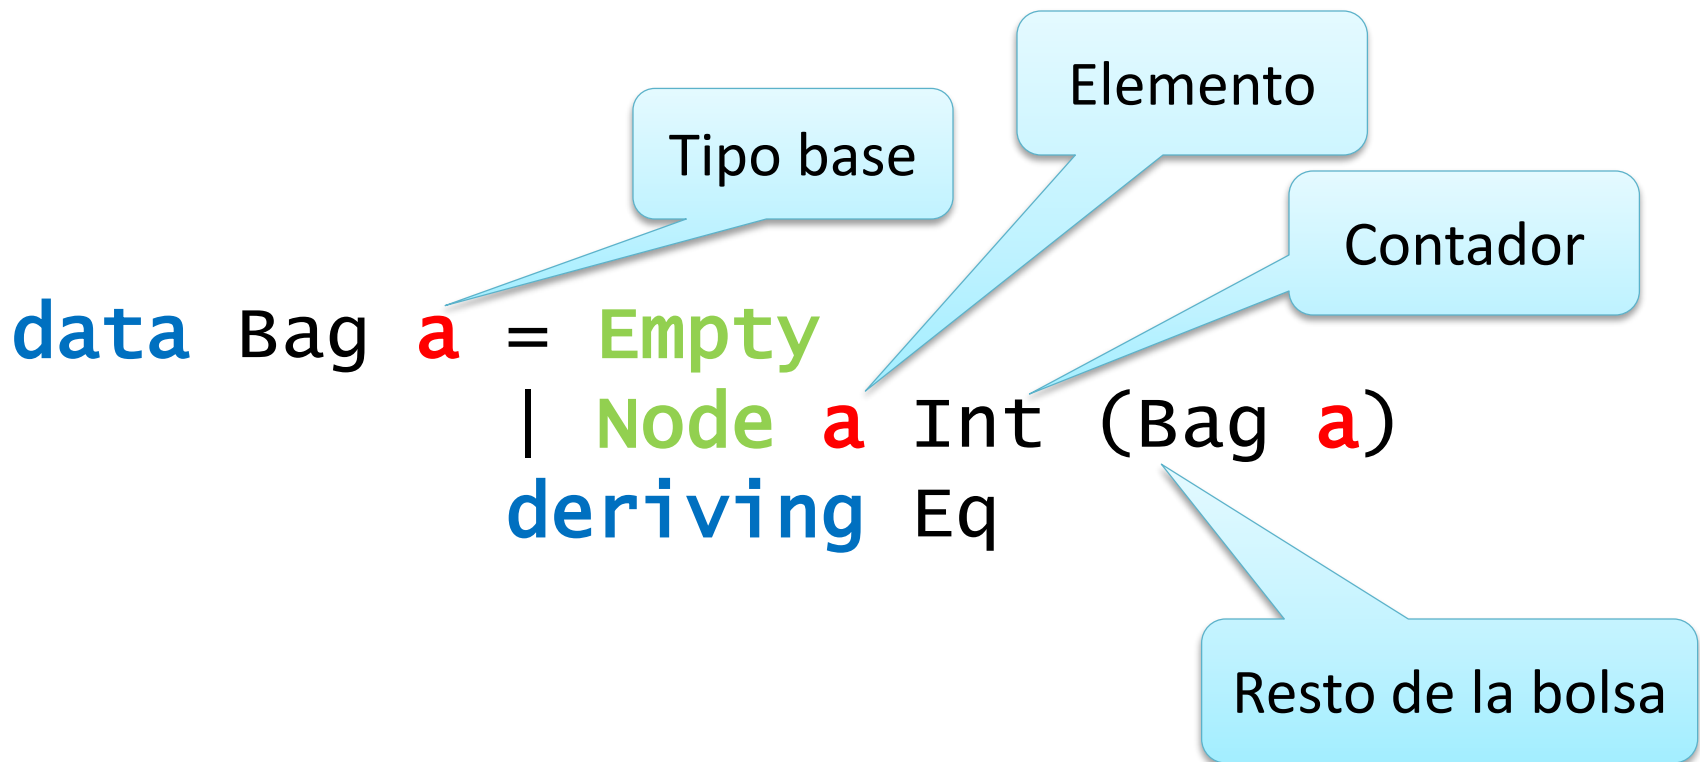 Elemento
Tipo base
Contador
data Bag a = Empty
| Node a Int (Bag a)
deriving Eq
Resto de la bolsa